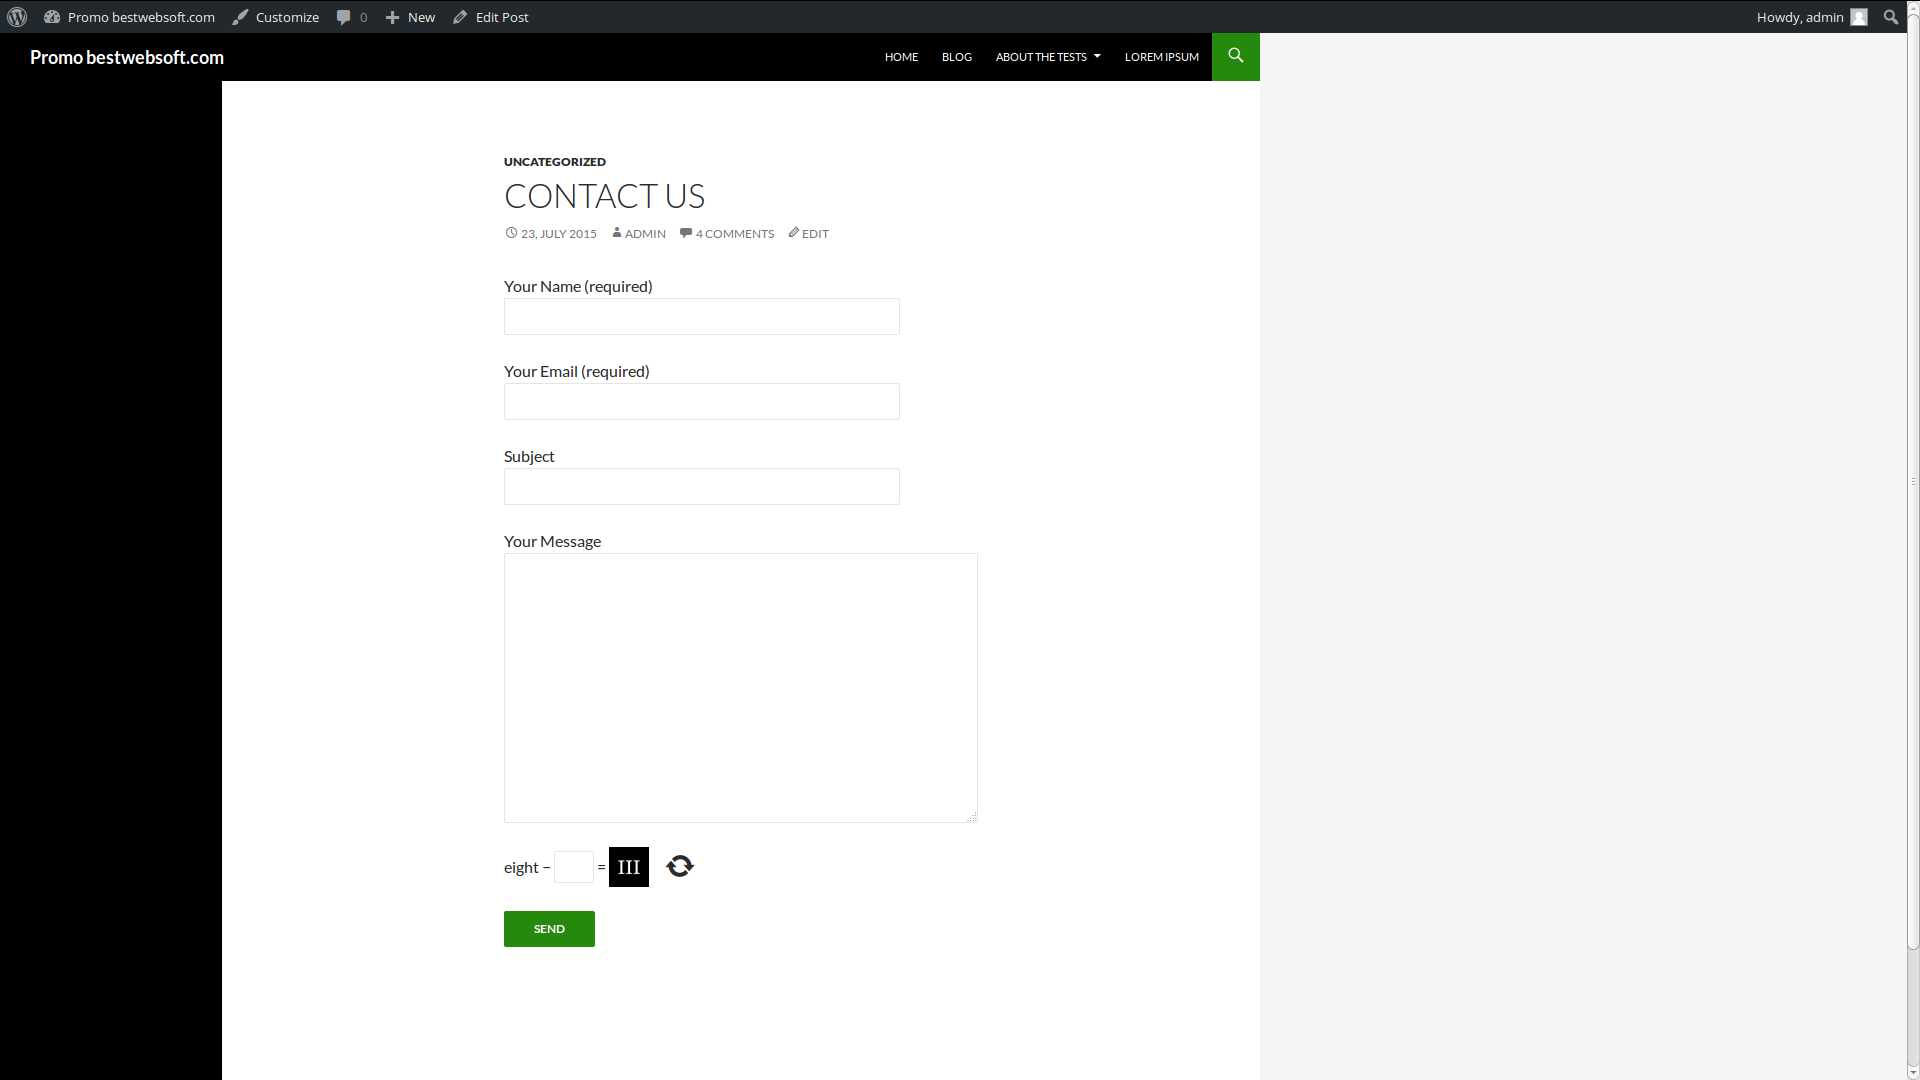 Promo bestwebsoft.com Customize 0 New Edit Post Howdy, admin
Promo bestwebsoft.com HOME BLOG ABOUT THE TESTS LOREM IPSUM
UNCATEGORIZED
CONTACT US
23, JULY 2015 ADMIN 4 COMMENTS EDIT
Your Name (required)
Your Email (required)
Subject
Your Message
eight − = III
SEND